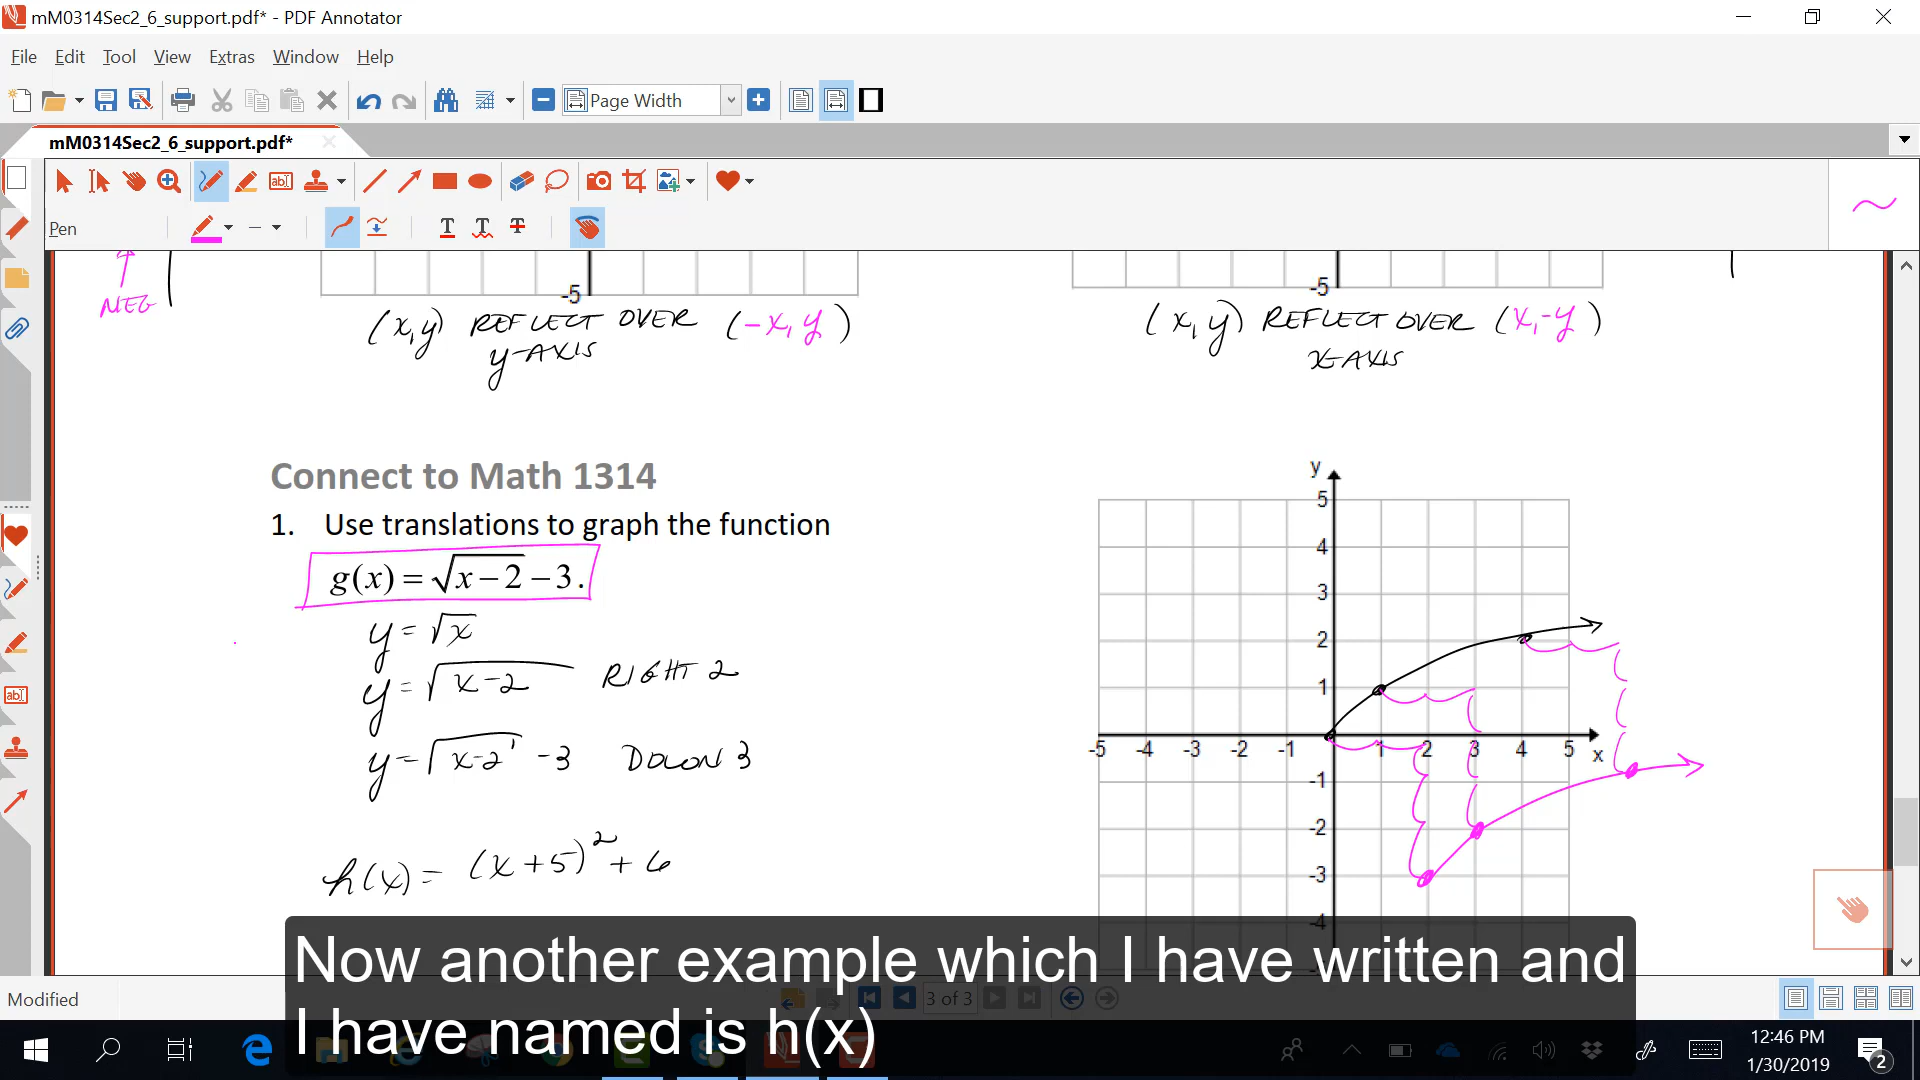 mM0314Sec2_6_support.pdf* - PDF Annotator
File Edit Tool View Extras Window Help
Page Width
mM0314Sec2_6_support.pdf*
Pen
NEG
-5
-5
(x, y) REFLECT OVER (-x, y)
y-AXIS
(x, y) REFLECT OVER (x, -y)
x-AXIS
Connect to Math 1314
1. Use translations to graph the function
g(x) = √x-2 - 3.
y = √x
y = √x-2 RIGHT 2
y = √x-2 - 3 DOWN 3
h(x) = (x+5)² + 6
y
5
4
3
2
1
-5 -4 -3 -2 -1 1 2 3 4 5 x
-1
-2
-3
-4
Now another example which I have written and
I have named is h(x)
Modified
3 of 3
12:46 PM
1/30/2019
2